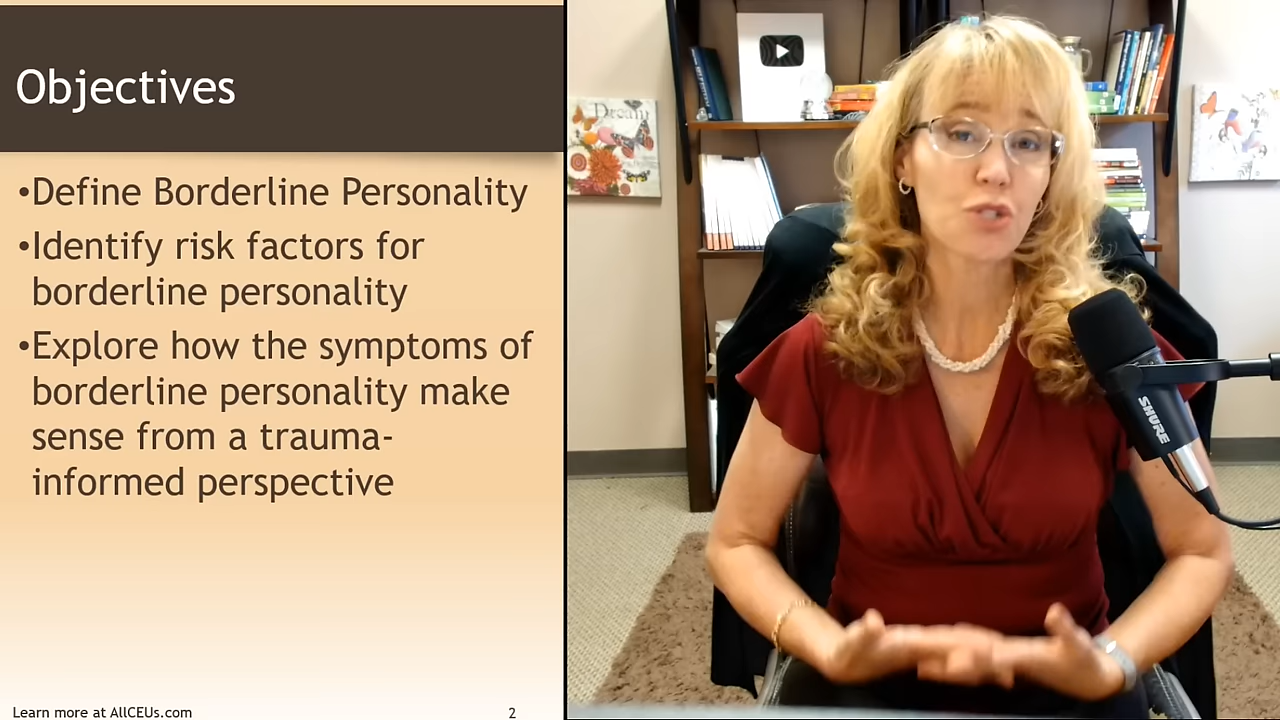 Objectives
•Define Borderline Personality
•Identify risk factors for
borderline personality
•Explore how the symptoms of
borderline personality make
sense from a trauma-
informed perspective
Learn more at AllCEUs.com
2
Dream
SHURE